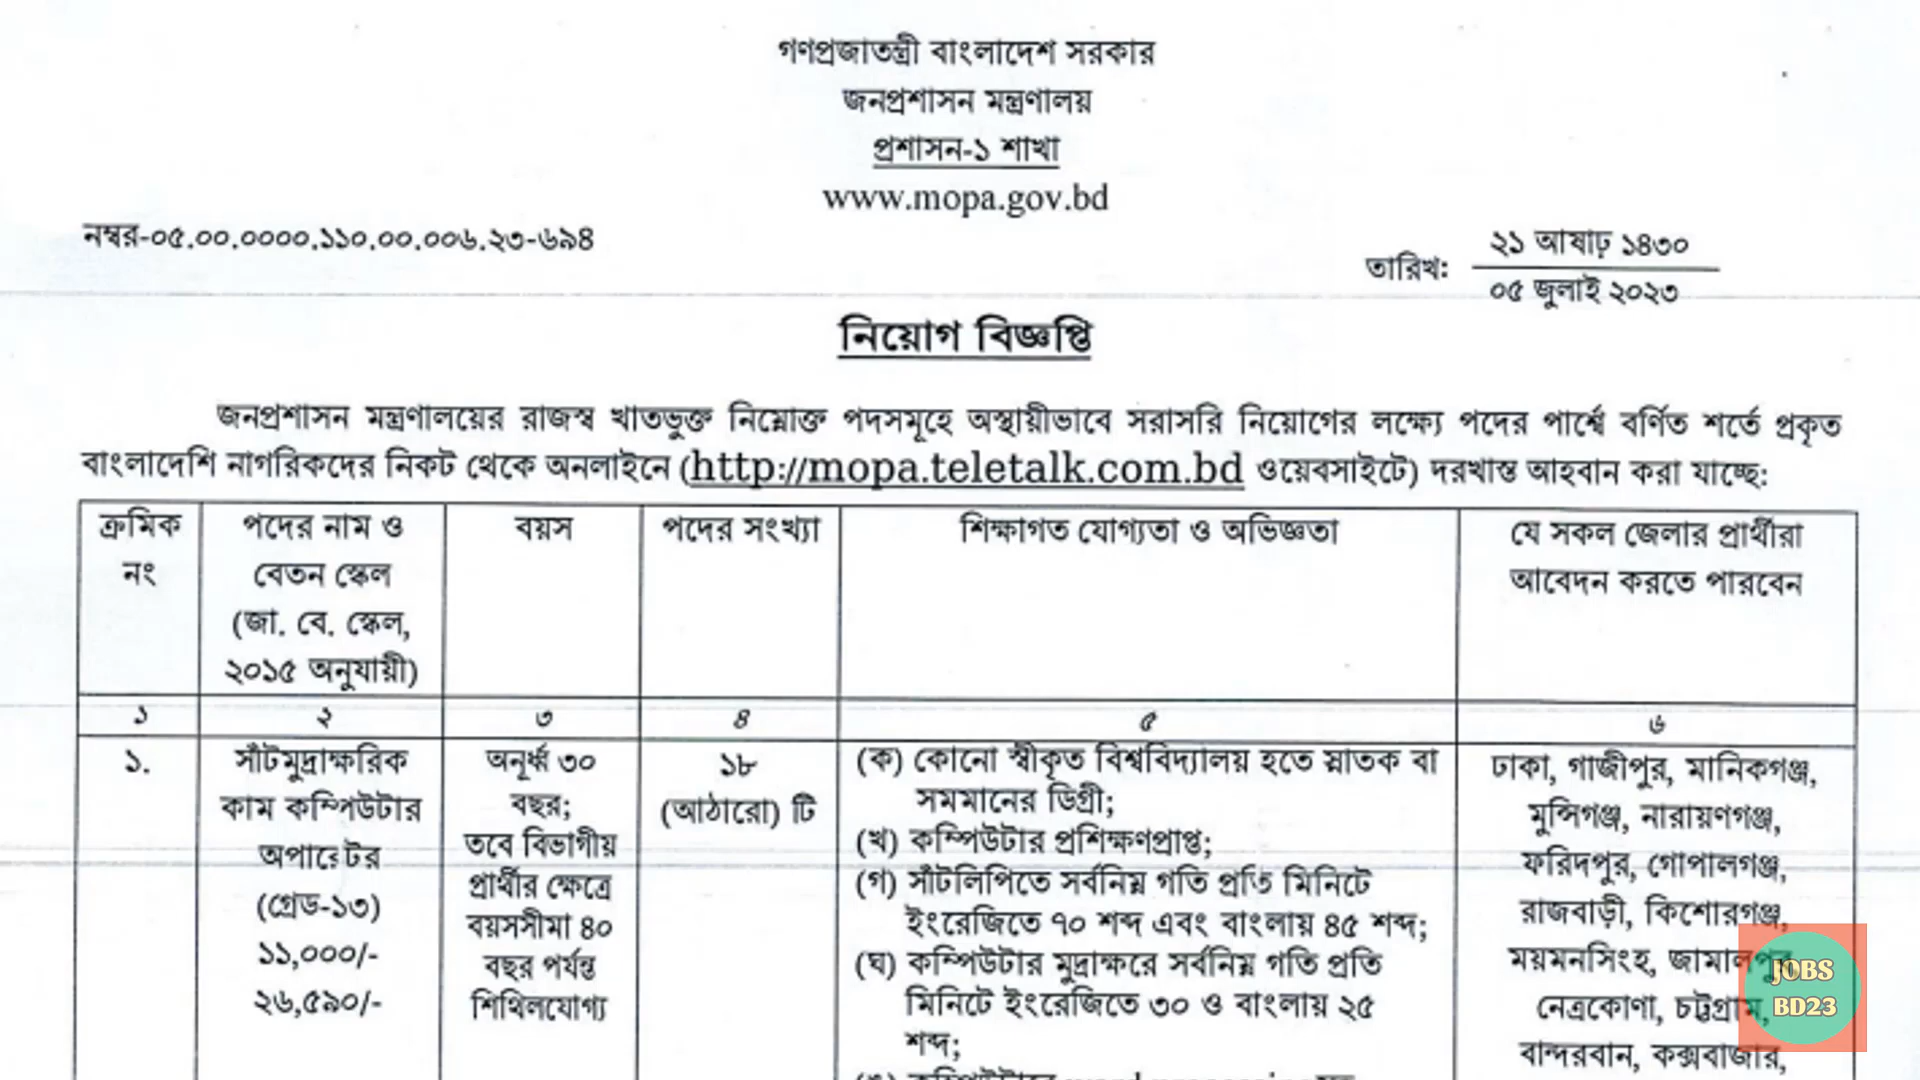 গণপ্রজাতন্ত্রী বাংলাদেশ সরকার
জনপ্রশাসন মন্ত্রণালয়
প্রশাসন-১ শাখা
www.mopa.gov.bd
নম্বর-০৫.০০.০০০০.১১০.০০.০০৬.২৩-৬৯৪
তারিখ:
২১ আষাঢ় ১৪৩০
০৫ জুলাই ২০২৩
নিয়োগ বিজ্ঞপ্তি
জনপ্রশাসন মন্ত্রণালয়ের রাজস্ব খাতভুক্ত নিম্নোক্ত পদসমূহে অস্থায়ীভাবে সরাসরি নিয়োগের লক্ষ্যে পদের পার্শ্বে বর্ণিত শর্তে প্রকৃত
বাংলাদেশি নাগরিকদের নিকট থেকে অনলাইনে (http://mopa.teletalk.com.bd ওয়েবসাইটে) দরখাস্ত আহবান করা যাচ্ছে:
ক্রমিক
নং
পদের নাম ও
বেতন স্কেল
(জা. বে. স্কেল,
২০১৫ অনুযায়ী)
বয়স
পদের সংখ্যা
শিক্ষাগত যোগ্যতা ও অভিজ্ঞতা
যে সকল জেলার প্রার্থীরা
আবেদন করতে পারবেন
১ ২ ৩ ৪ ৫ ৬
১.
সাঁটমুদ্রাক্ষরিক
কাম কম্পিউটার
অপারেটর
(গ্রেড-১৩)
১১,০০০/-
২৬,৫৯০/-
অনূর্ধ্ব ৩০
বছর;
তবে বিভাগীয়
প্রার্থীর ক্ষেত্রে
বয়সসীমা ৪০
বছর পর্যন্ত
শিথিলযোগ্য
১৮
(আঠারো) টি
(ক) কোনো স্বীকৃত বিশ্ববিদ্যালয় হতে স্নাতক বা
সমমানের ডিগ্রী;
(খ) কম্পিউটার প্রশিক্ষণপ্রাপ্ত;
(গ) সাঁটলিপিতে সর্বনিম্ন গতি প্রতি মিনিটে
ইংরেজিতে ৭০ শব্দ এবং বাংলায় ৪৫ শব্দ;
(ঘ) কম্পিউটার মুদ্রাক্ষরে সর্বনিম্ন গতি প্রতি
মিনিটে ইংরেজিতে ৩০ ও বাংলায় ২৫
শব্দ;
ঢাকা, গাজীপুর, মানিকগঞ্জ,
মুন্সিগঞ্জ, নারায়ণগঞ্জ,
ফরিদপুর, গোপালগঞ্জ,
রাজবাড়ী, কিশোরগঞ্জ,
ময়মনসিংহ, জামালপুর,
নেত্রকোণা, চট্টগ্রাম,
বান্দরবান, কক্সবাজার,
JOBS
BD23